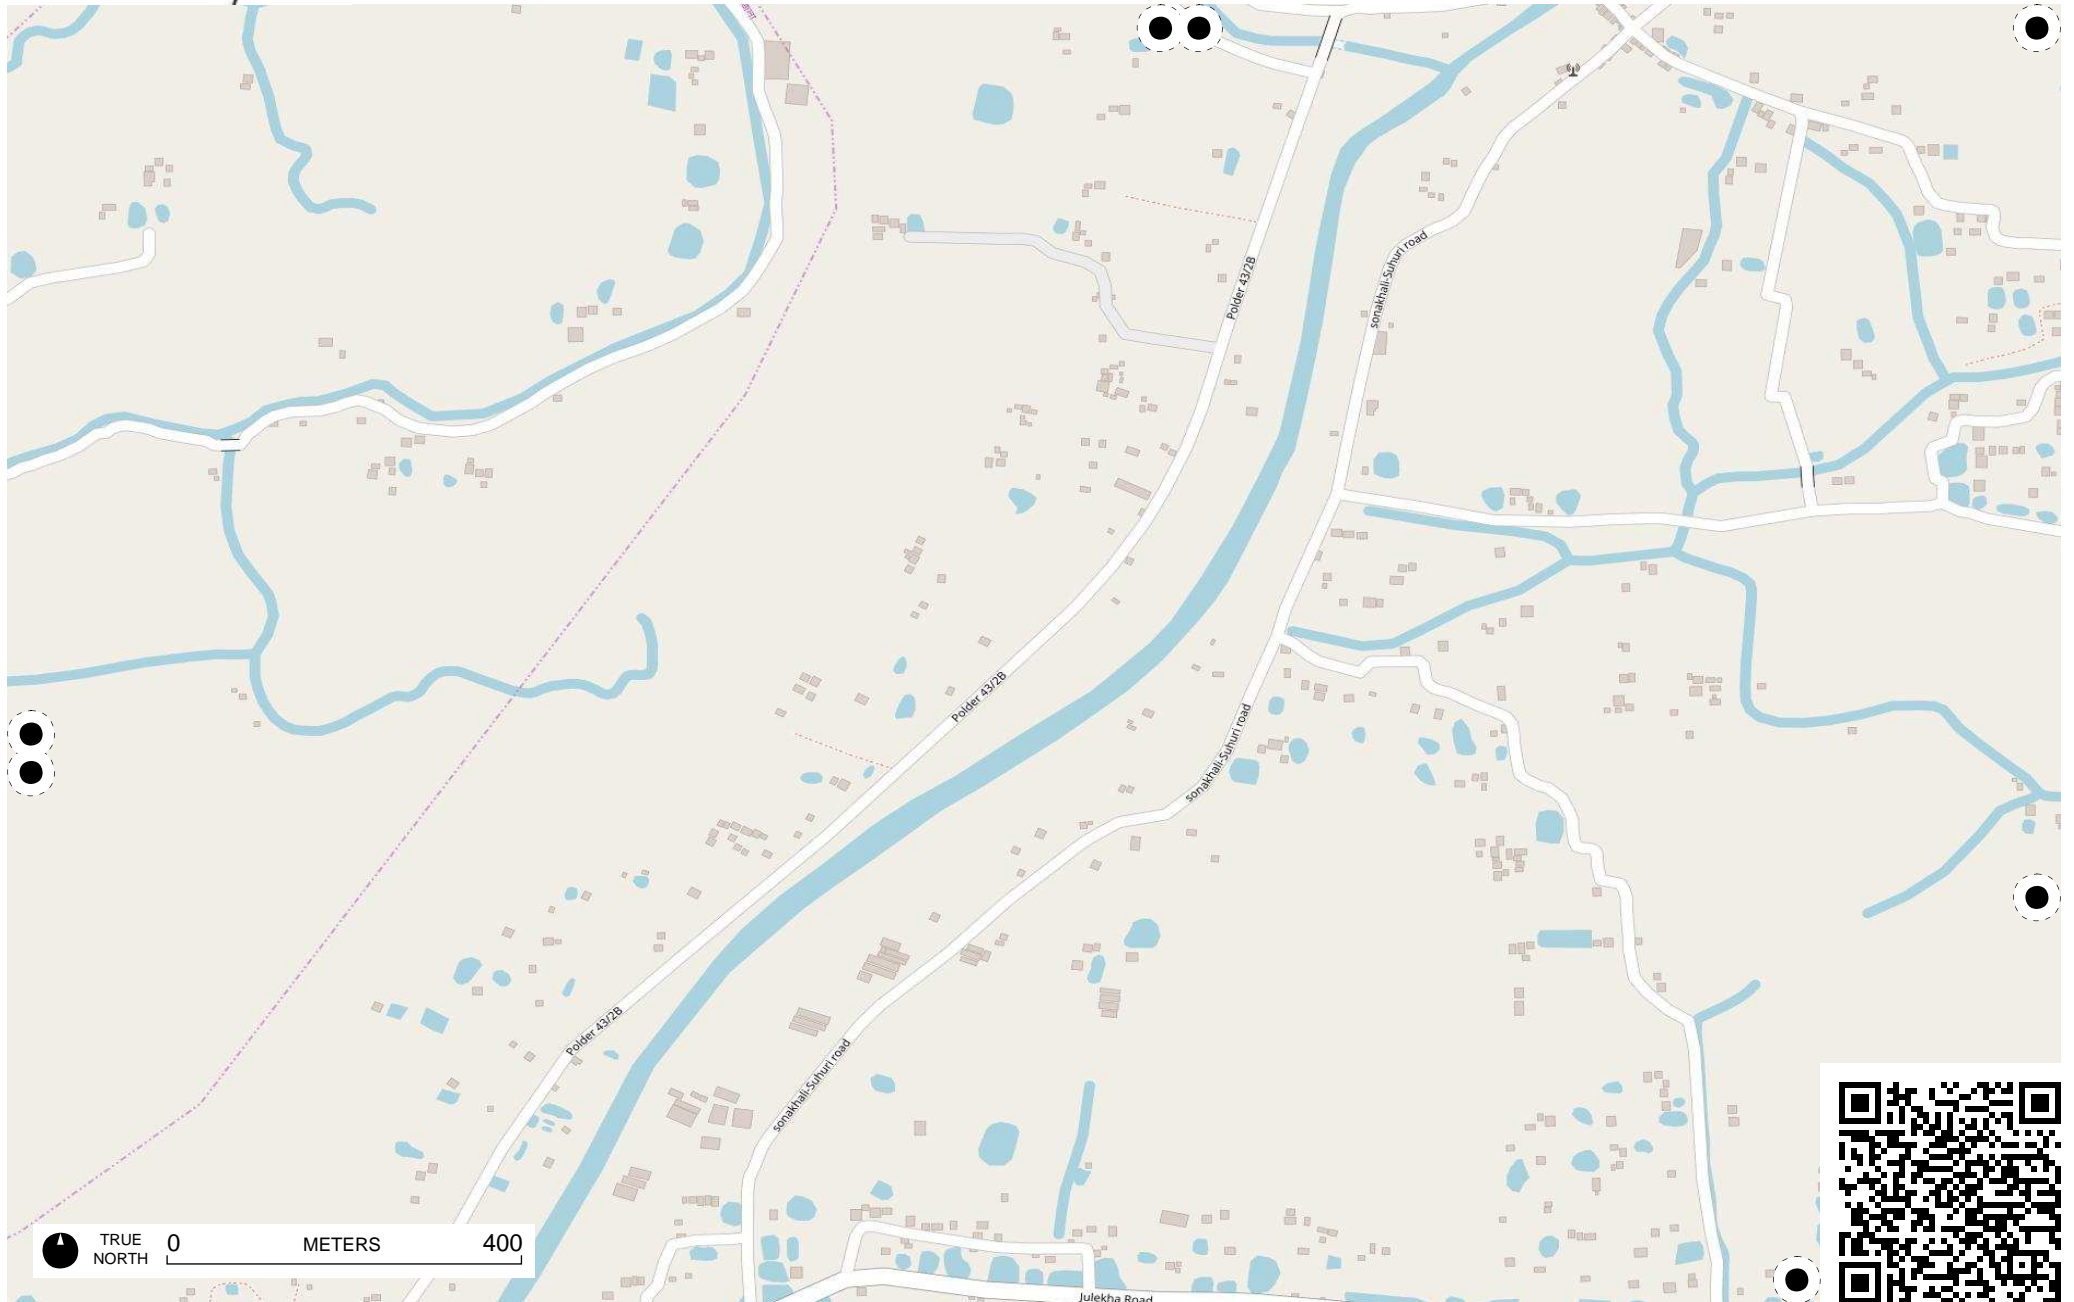 Polder 43/2B
sonakhali-Suhuri road
Polder 43/2B
sonakhali-Suhuri road
Polder 43/2B
sonakhali-Suhuri road
TRUE NORTH
0 METERS 400
Julekha Road